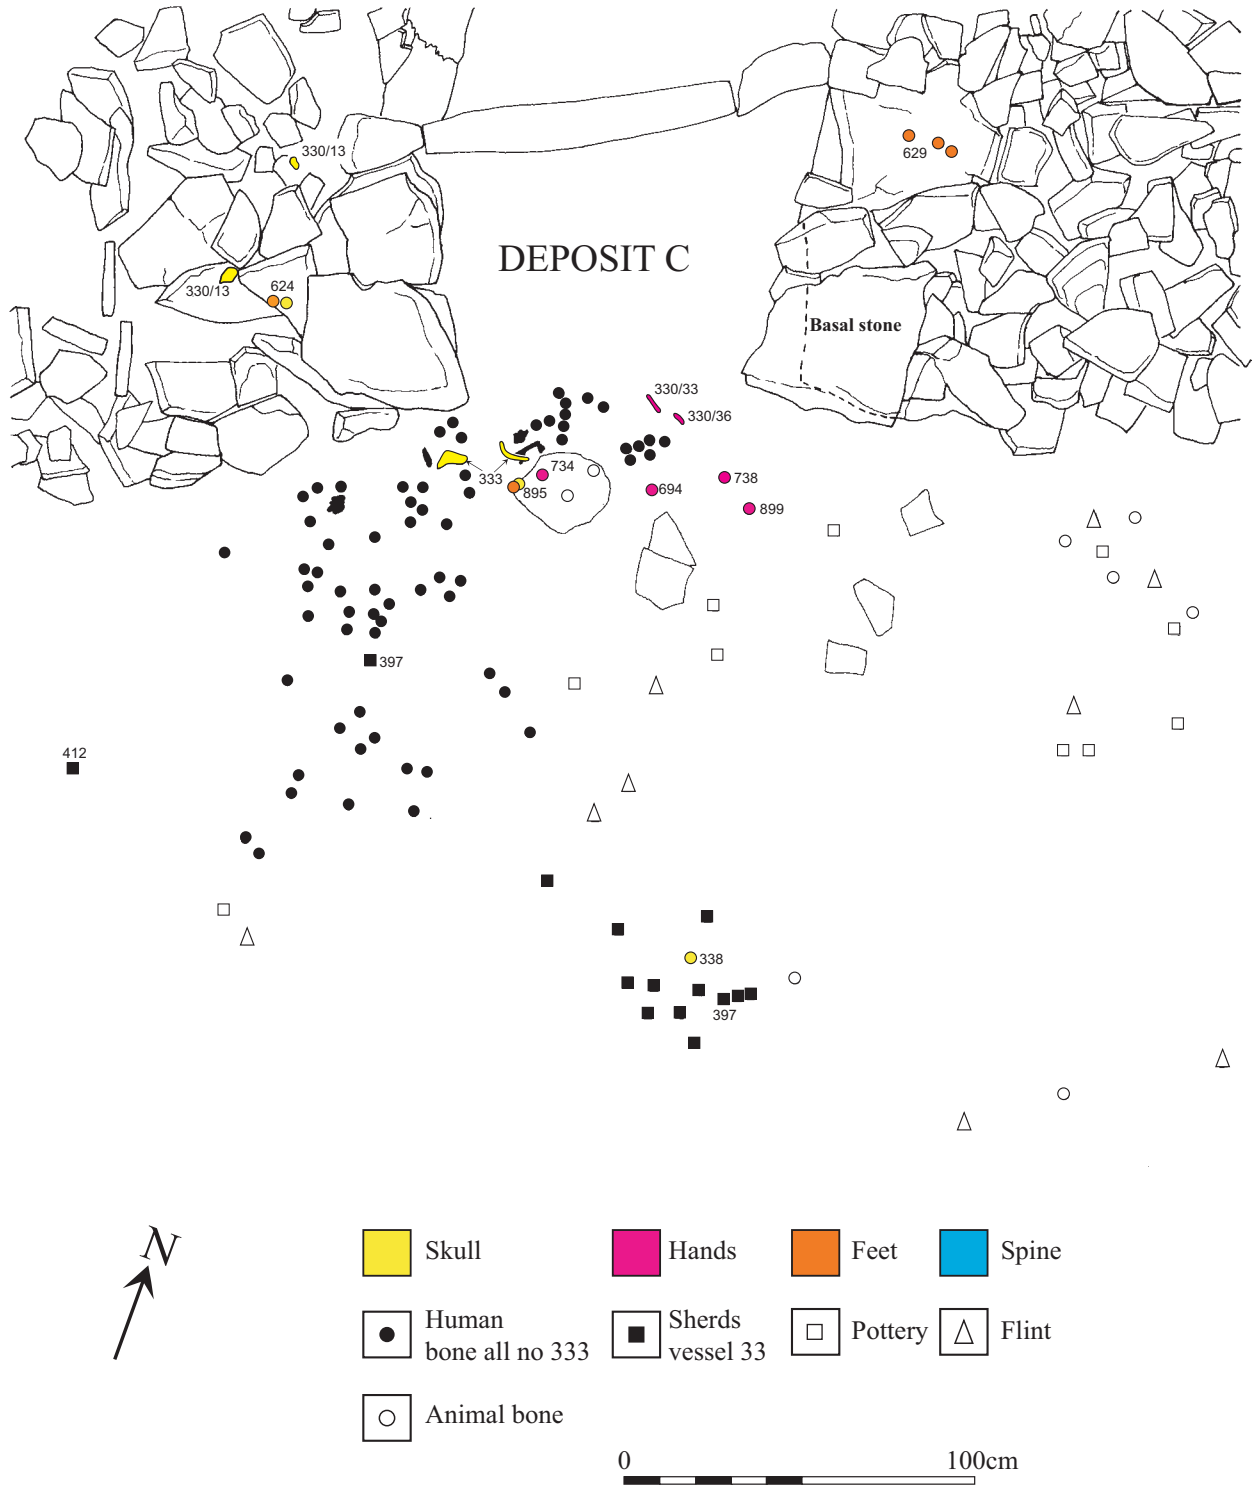 330/13
629
DEPOSIT C
330/13
624
Basal stone
330/33
330/36
734
333
895
694
738
899
397
412
338
397
N
Skull
Hands
Feet
Spine
Human
bone all no 333
Sherds
vessel 33
Pottery
Flint
Animal bone
0
100cm